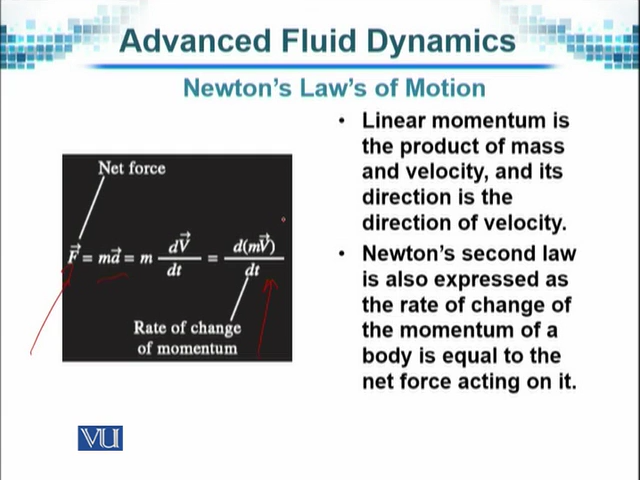 Advanced Fluid Dynamics
Newton's Law's of Motion
Net force
F⃗ = ma⃗ = m dV⃗/dt = d(mV⃗)/dt
Rate of change
of momentum
• Linear momentum is
the product of mass
and velocity, and its
direction is the
direction of velocity.
• Newton's second law
is also expressed as
the rate of change of
the momentum of a
body is equal to the
net force acting on it.
VU